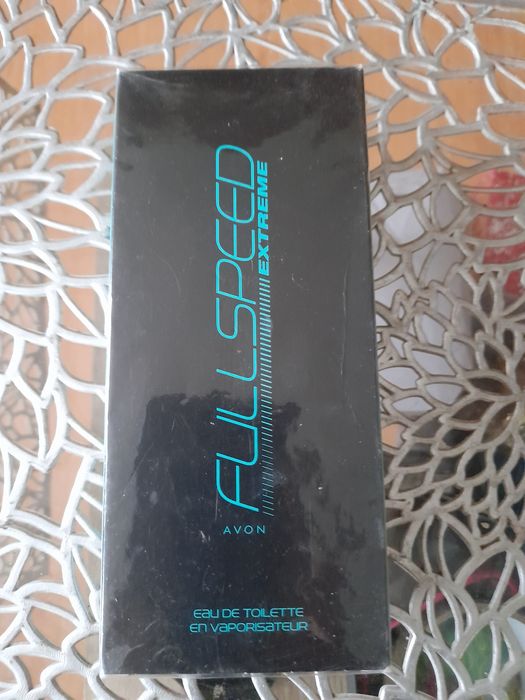 FULL SPEED
EXTREME
AVON
EAU DE TOILETTE
EN VAPORISATEUR